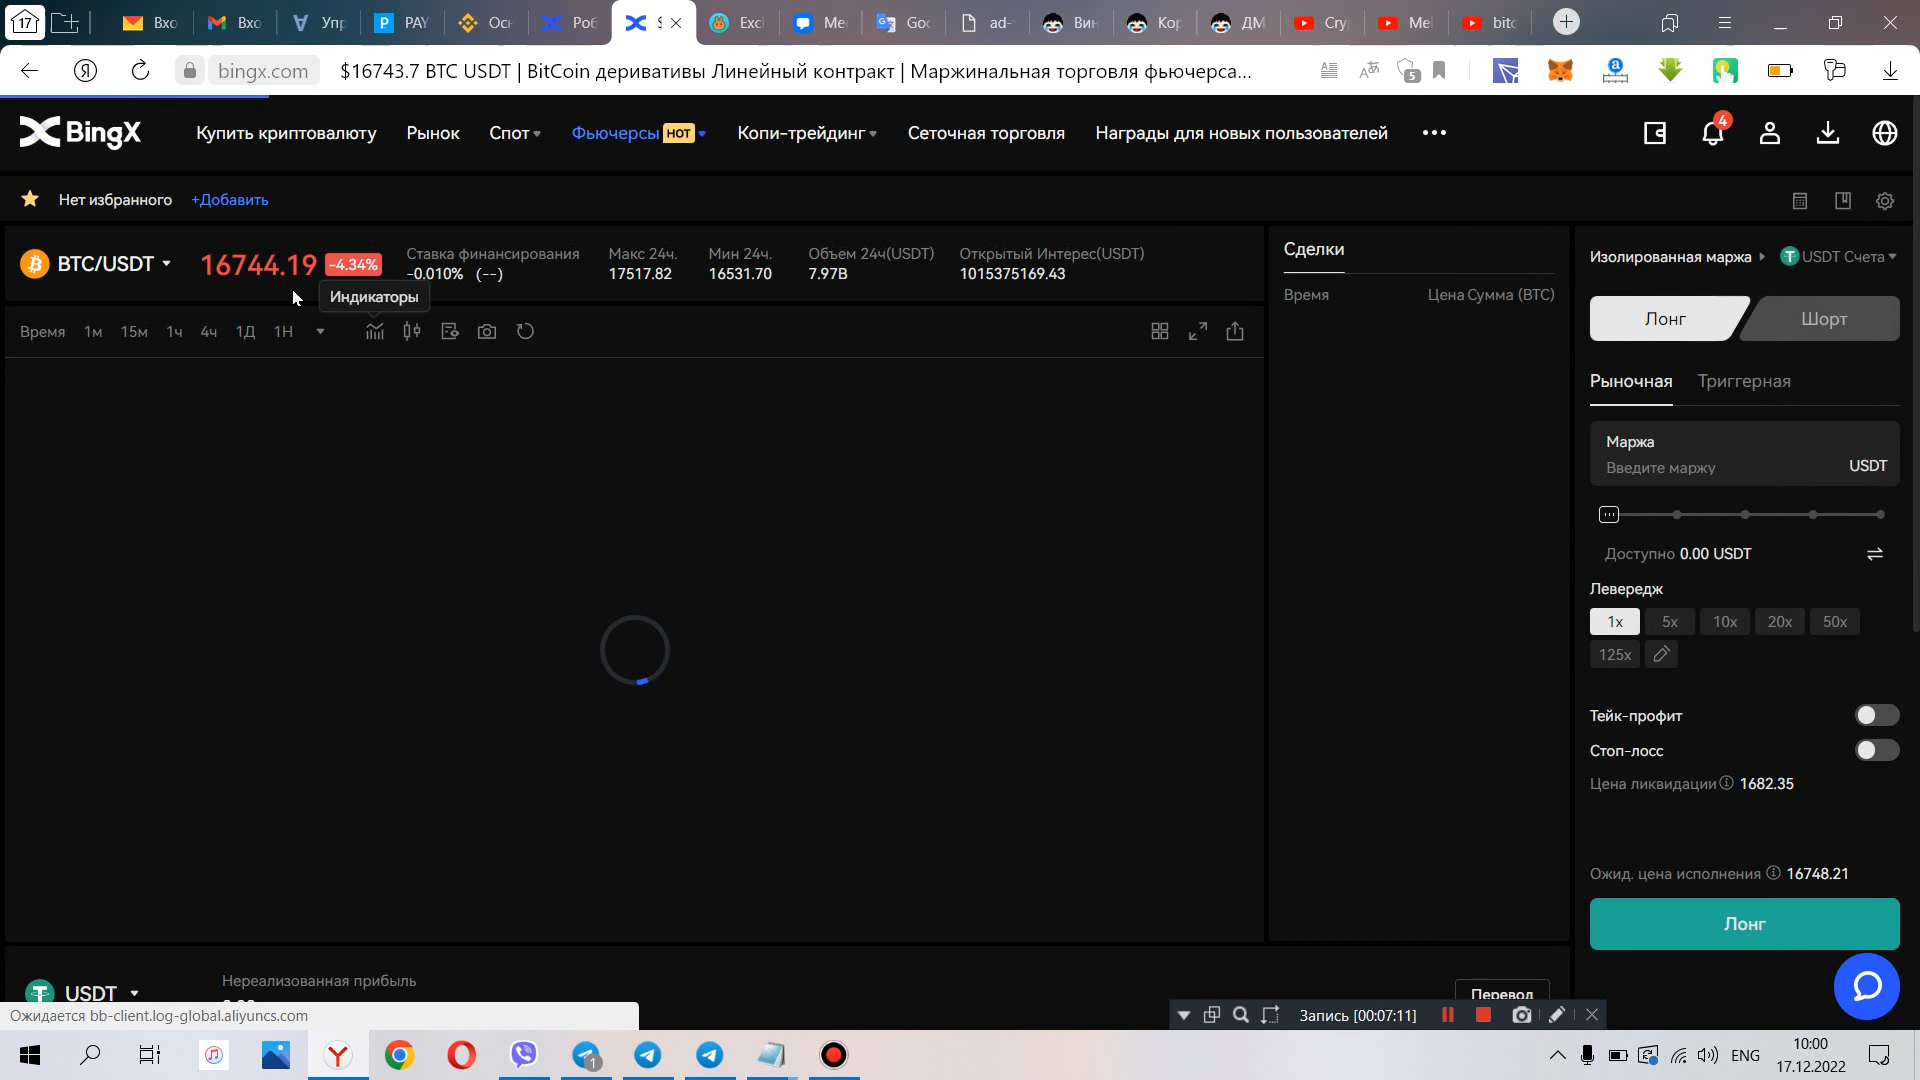 17
Вхо
Вхо
Упр
PAY
Осн
Роб
$
Exc
Me
Goo
ad-
Вин
Кор
ДМ
Cry
Mel
bitc
bingx.com
$16743.7 BTC USDT | BitCoin деривативы Линейный контракт | Маржинальная торговля фьючерса...
5
BingX
Купить криптовалюту
Рынок
Спот
Фьючерсы
HOT
Копи-трейдинг
Сеточная торговля
Награды для новых пользователей
4
Нет избранного
+Добавить
BTC/USDT
16744.19
-4.34%
Ставка финансирования
-0.010% (--)
Макс 24ч.
17517.82
Мин 24ч.
16531.70
Объем 24ч(USDT)
7.97B
Открытый Интерес(USDT)
1015375169.43
Индикаторы
Время
1м
15м
1ч
4ч
1Д
1Н
Сделки
Время
Цена
Сумма (BTC)
Изолированная маржа
USDT Счета
Лонг
Шорт
Рыночная
Триггерная
Маржа
Введите маржу
USDT
Доступно 0.00 USDT
Левередж
1x
5x
10x
20x
50x
125x
Тейк-профит
Стоп-лосс
Цена ликвидации 1682.35
Ожид. цена исполнения 16748.21
Лонг
USDT
Нереализованная прибыль
Перевод
Ожидается bb-client.log-global.aliyuncs.com
Запись [00:07:11]
1
ENG
10:00
17.12.2022